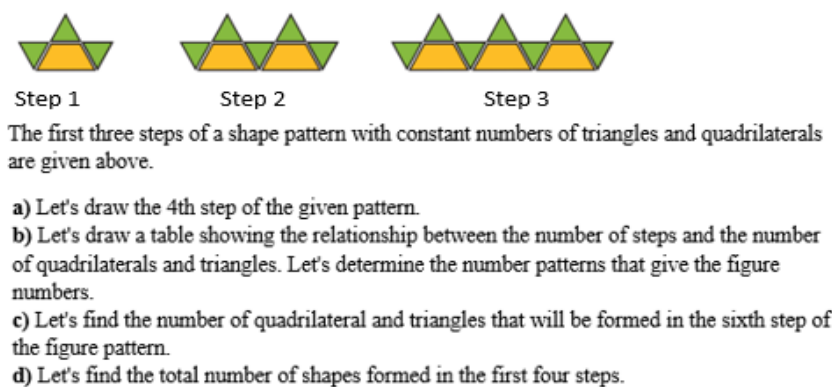 Step 1 Step 2 Step 3
The first three steps of a shape pattern with constant numbers of triangles and quadrilaterals
are given above.
a) Let's draw the 4th step of the given pattern.
b) Let's draw a table showing the relationship between the number of steps and the number
of quadrilaterals and triangles. Let's determine the number patterns that give the figure
numbers.
c) Let's find the number of quadrilateral and triangles that will be formed in the sixth step of
the figure pattern.
d) Let's find the total number of shapes formed in the first four steps.